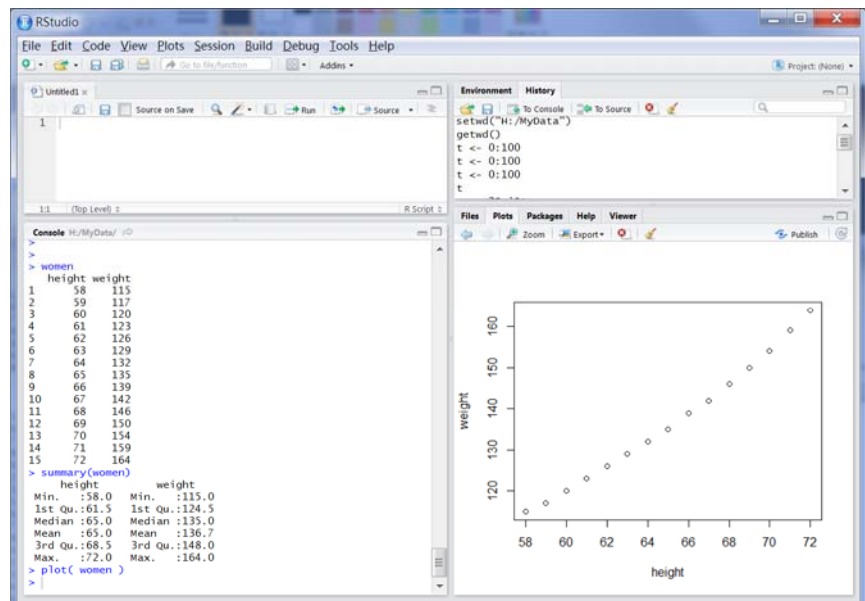 RStudio
File Edit Code View Plots Session Build Debug Tools Help
Go to file/function Addins Project: (None)
Untitled1
Source on Save Run Source
1
1:1 (Top Level) R Script
Console H:/MyData/
>
>
> women
height weight
1 58 115
2 59 117
3 60 120
4 61 123
5 62 126
6 63 129
7 64 132
8 65 135
9 66 139
10 67 142
11 68 146
12 69 150
13 70 154
14 71 159
15 72 164
> summary(women)
height weight
Min. :58.0 Min. :115.0
1st Qu.:61.5 1st Qu.:124.5
Median :65.0 Median :135.0
Mean :65.0 Mean :136.7
3rd Qu.:68.5 3rd Qu.:148.0
Max. :72.0 Max. :164.0
> plot( women )
>
Environment History
To Console To Source
setwd("H:/MyData")
getwd()
t <- 0:100
t <- 0:100
t <- 0:100
t
Files Plots Packages Help Viewer
Zoom Export Publish
160
150
140
130
120
weight
58 60 62 64 66 68 70 72
height